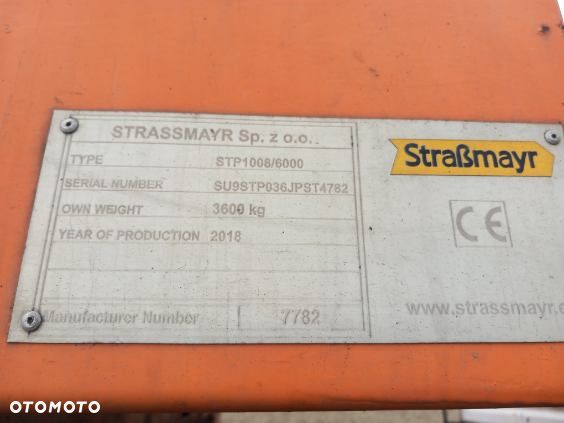 STRASSMAYR Sp. z o.o.
TYPE STP1008/6000
SERIAL NUMBER SU9STP036JPST4782
OWN WEIGHT 3600 kg
YEAR OF PRODUCTION 2018
Manufacturer Number 7782
Straßmayr
CE
www.strassmayr.e
OTOMOTO